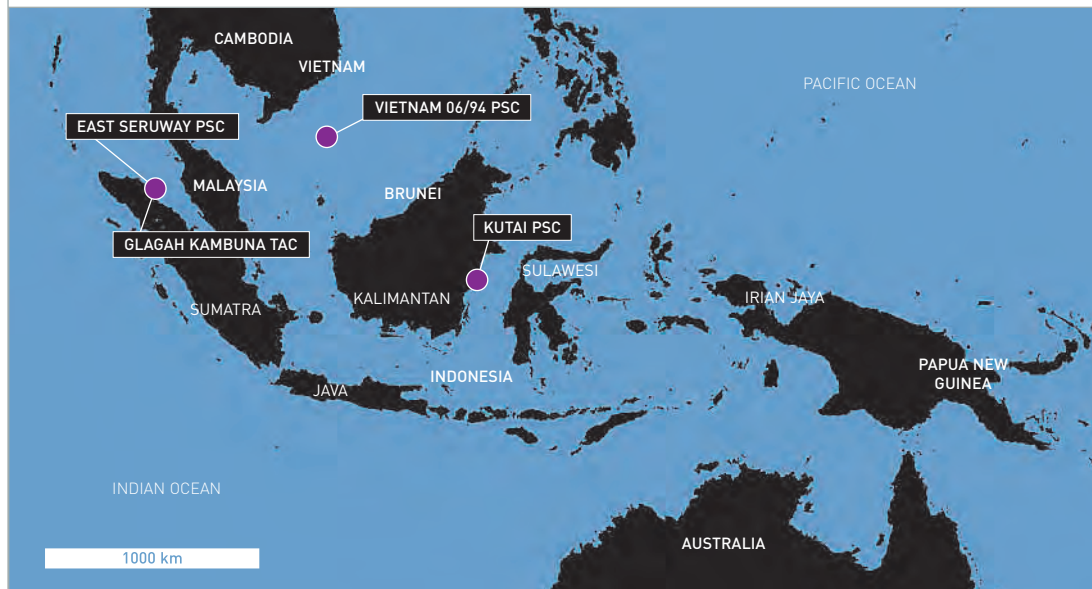 CAMBODIA
VIETNAM
PACIFIC OCEAN
VIETNAM 06/94 PSC
EAST SERUWAY PSC
MALAYSIA
BRUNEI
KUTAI PSC
GLAGAH KAMBUNA TAC
SULAWESI
KALIMANTAN
IRIAN JAYA
SUMATRA
PAPUA NEW
GUINEA
INDONESIA
JAVA
INDIAN OCEAN
AUSTRALIA
1000 km